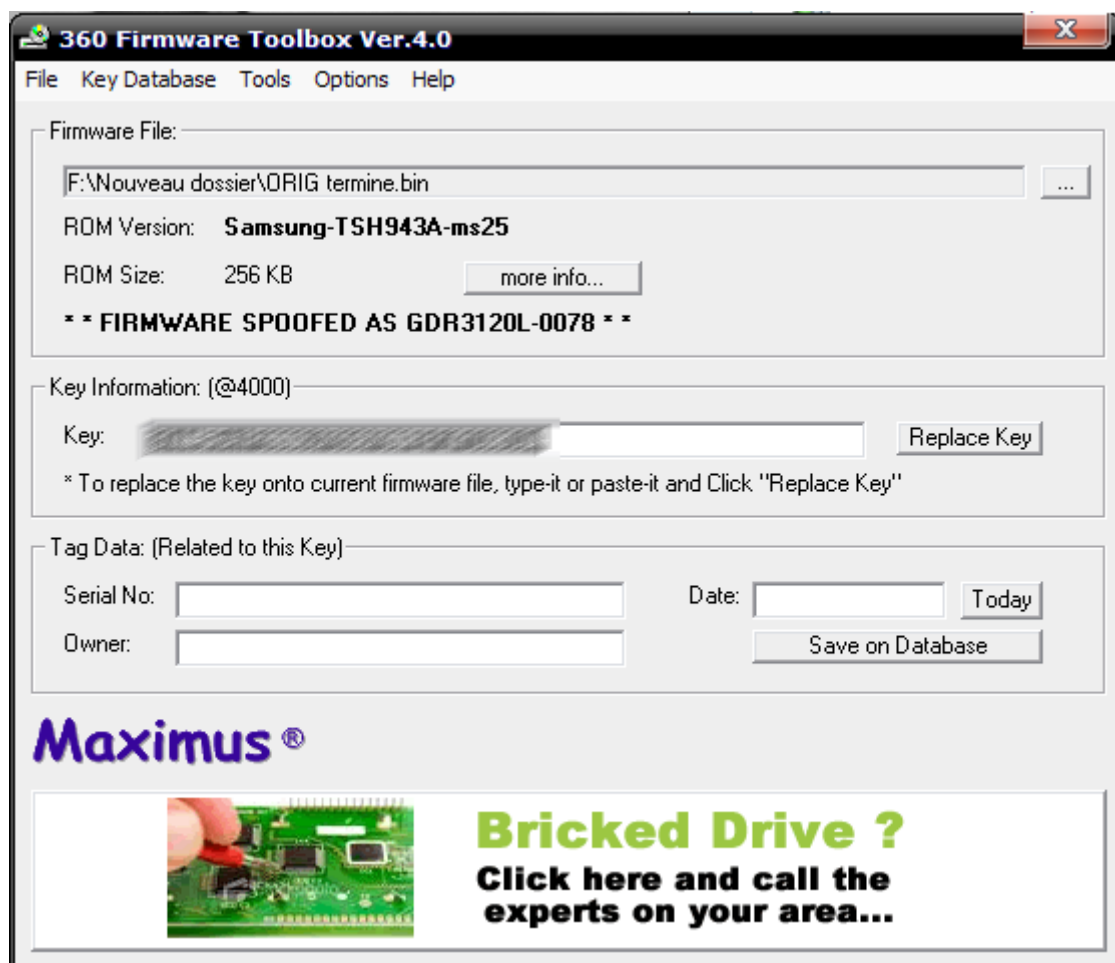 360 Firmware Toolbox Ver.4.0
File Key Database Tools Options Help
Firmware File:
F:\Nouveau dossier\ORIG termine.bin ...
ROM Version: Samsung-TSH943A-ms25
ROM Size: 256 KB more info...
* * FIRMWARE SPOOFED AS GDR3120L-0078 * *
Key Information: (@4000)
Key: Replace Key
* To replace the key onto current firmware file, type-it or paste-it and Click "Replace Key"
Tag Data: (Related to this Key)
Serial No: Date: Today
Owner: Save on Database
Maximus ®
Bricked Drive ?
Click here and call the
experts on your area...